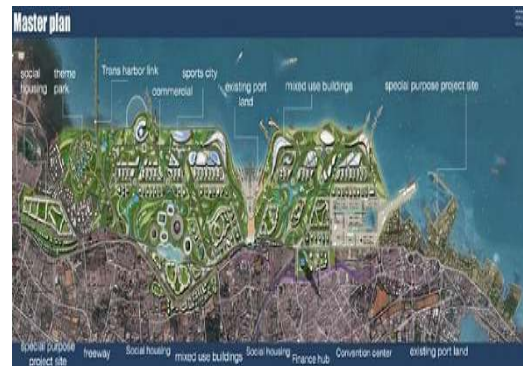 Master plan
social housing
theme park
Trans harbor link
commercial
sports city
existing port land
mixed use buildings
special purpose project site
special purpose project site
freeway
Social housing
mixed use buildings
Social housing
Finance hub
Convention center
existing port land